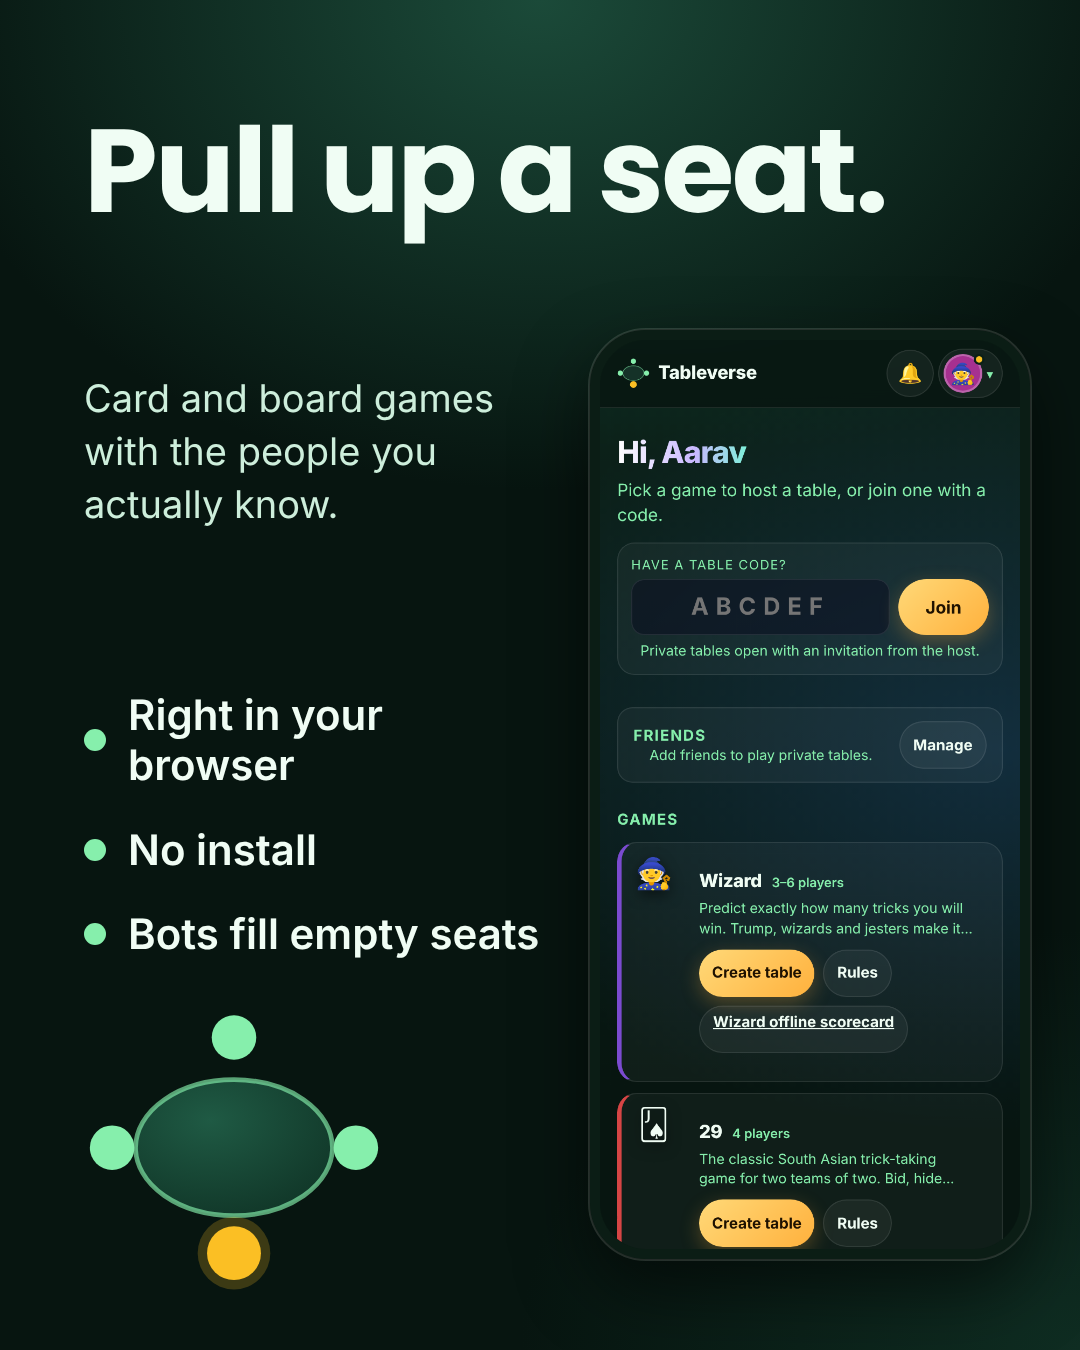 Pull up a seat.
Card and board games
with the people you
actually know.
Right in your
browser
No install
Bots fill empty seats
Tableverse
Hi, Aarav
Pick a game to host a table, or join one with a
code.
HAVE A TABLE CODE?
ABCDEF
Join
Private tables open with an invitation from the host.
FRIENDS
Add friends to play private tables.
Manage
GAMES
Wizard 3–6 players
Predict exactly how many tricks you will
win. Trump, wizards and jesters make it...
Create table
Rules
Wizard offline scorecard
J
29 4 players
The classic South Asian trick-taking
game for two teams of two. Bid, hide...
Create table
Rules